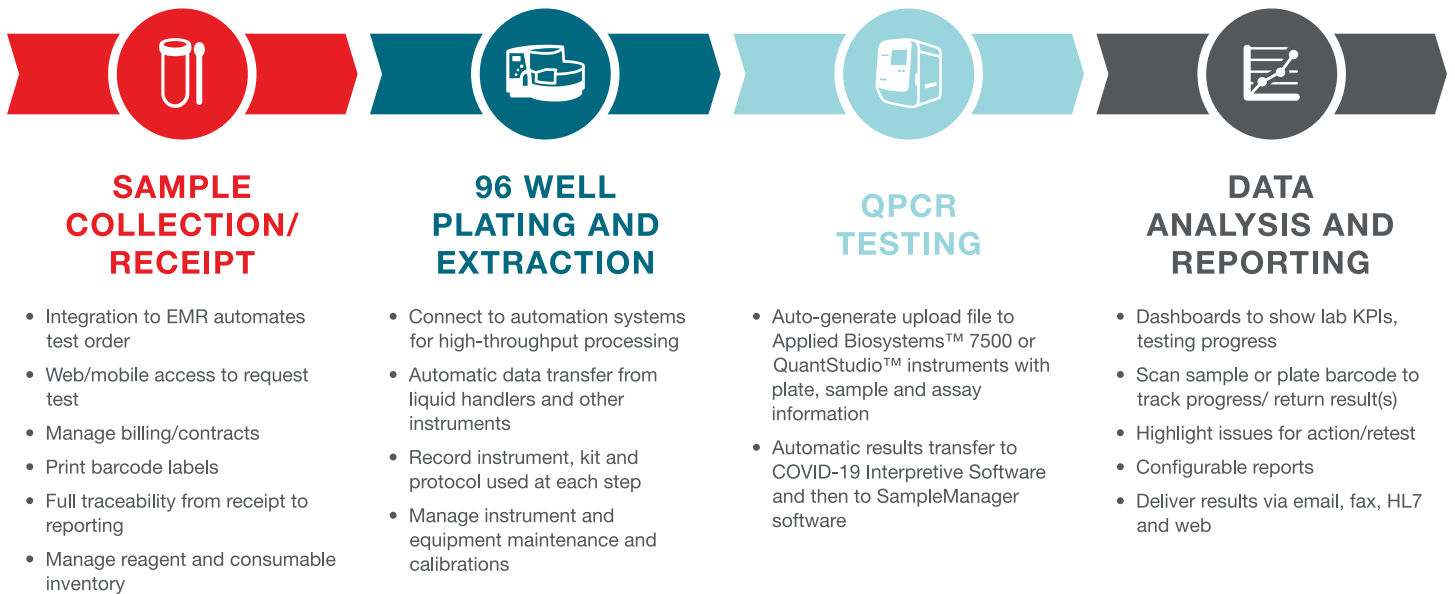 SAMPLE
COLLECTION/
RECEIPT
• Integration to EMR automates
test order
• Web/mobile access to request
test
• Manage billing/contracts
• Print barcode labels
• Full traceability from receipt to
reporting
• Manage reagent and consumable
inventory
96 WELL
PLATING AND
EXTRACTION
• Connect to automation systems
for high-throughput processing
• Automatic data transfer from
liquid handlers and other
instruments
• Record instrument, kit and
protocol used at each step
• Manage instrument and
equipment maintenance and
calibrations
QPCR
TESTING
• Auto-generate upload file to
Applied Biosystems™ 7500 or
QuantStudio™ instruments with
plate, sample and assay
information
• Automatic results transfer to
COVID-19 Interpretive Software
and then to SampleManager
software
DATA
ANALYSIS AND
REPORTING
• Dashboards to show lab KPIs,
testing progress
• Scan sample or plate barcode to
track progress/ return result(s)
• Highlight issues for action/retest
• Configurable reports
• Deliver results via email, fax, HL7
and web